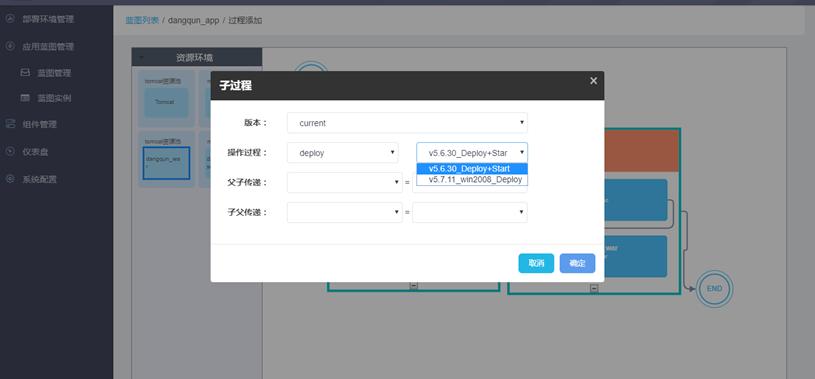 部署环境管理
应用蓝图管理
蓝图管理
蓝图实例
组件管理
仪表盘
系统配置
蓝图列表 / dangqun_app / 过程添加
资源环境
tomcat资源池
Tomcat
tomcat资源池
dangqun_wa
子过程
×
版本：
current
操作过程：
deploy
v5.6.30_Deploy+Star
v5.6.30_Deploy+Start
v5.7.11_win2008_Deploy
父子传递：
=
子父传递：
=
取消
确定
END